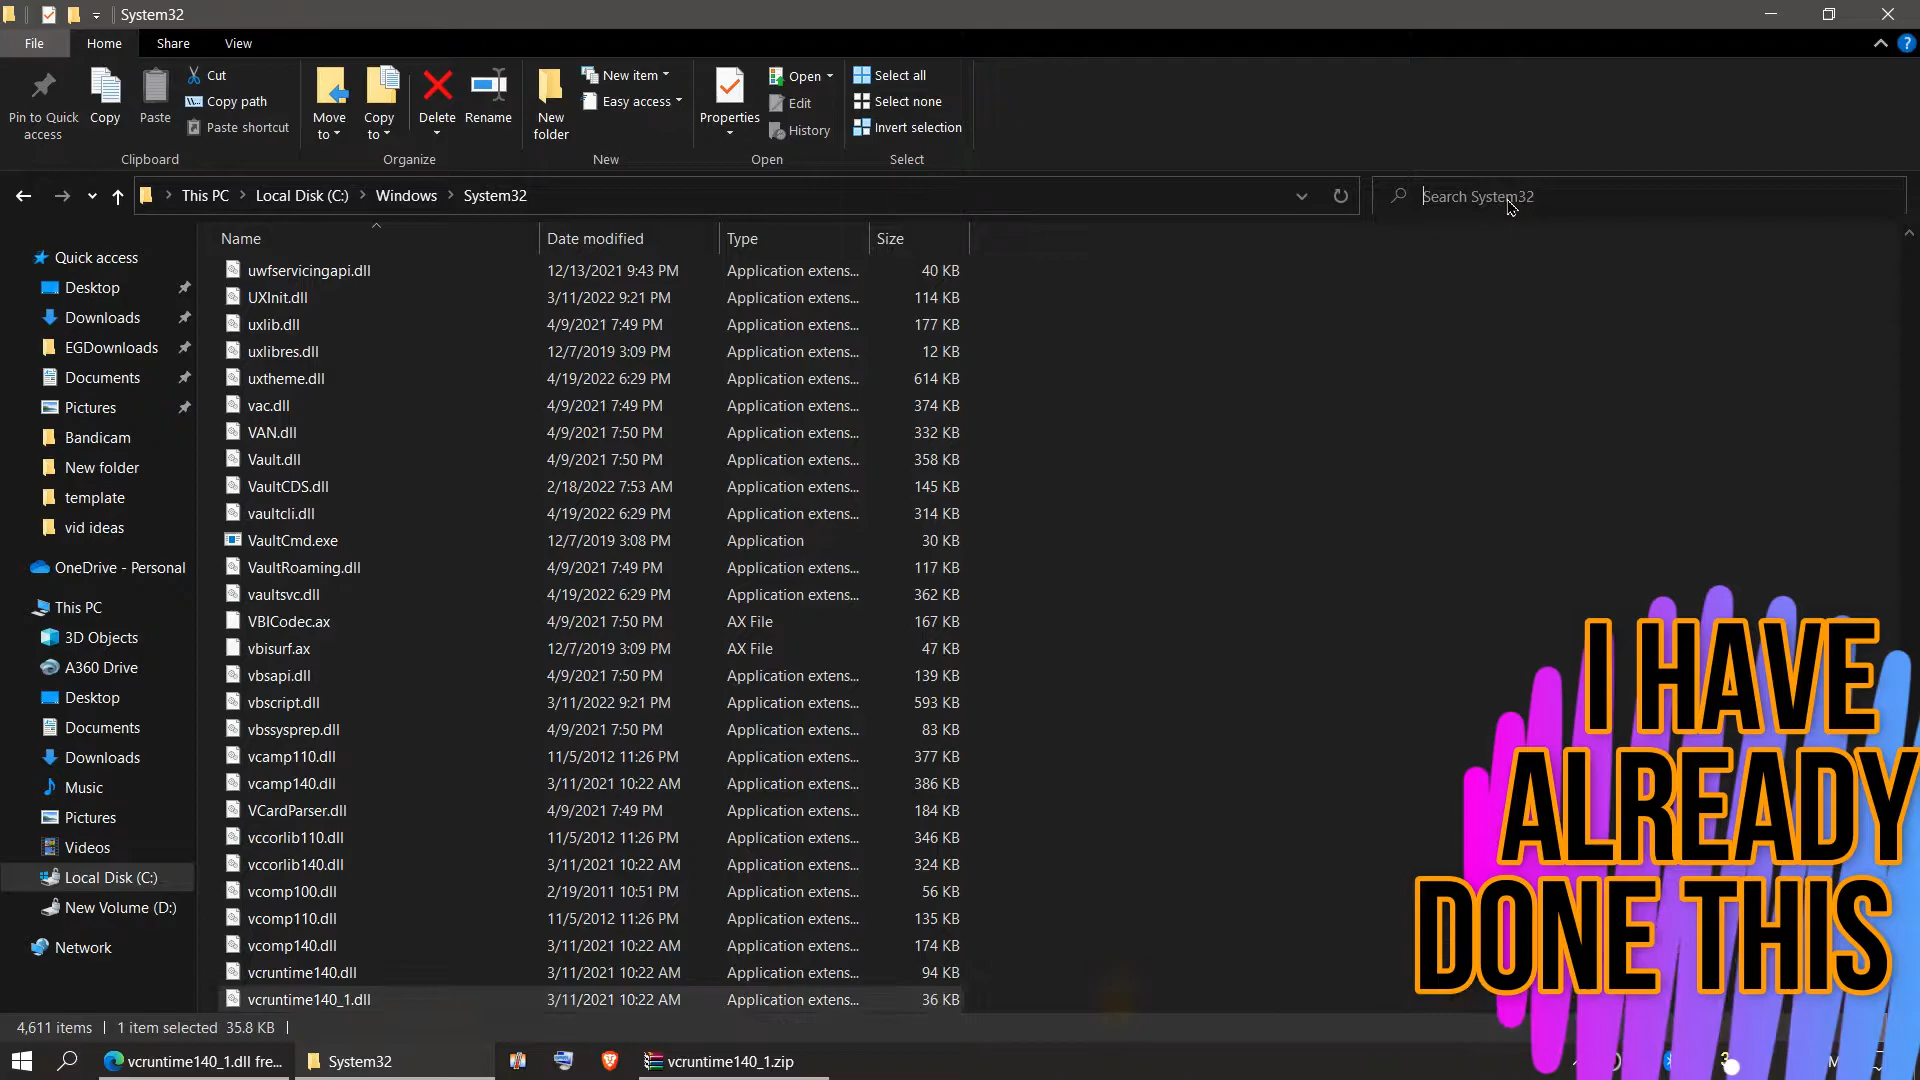 System32
File Home Share View
Pin to Quick access
Copy
Paste
Cut
Copy path
Paste shortcut
Clipboard
Move to
Copy to
Delete
Rename
Organize
New folder
New item
Easy access
New
Properties
Open
Edit
History
Open
Select all
Select none
Invert selection
Select
This PC Local Disk (C:) Windows System32
Search System32
Quick access
Desktop
Downloads
EGDownloads
Documents
Pictures
Bandicam
New folder
template
vid ideas
OneDrive - Personal
This PC
3D Objects
A360 Drive
Desktop
Documents
Downloads
Music
Pictures
Videos
Local Disk (C:)
New Volume (D:)
Network
Name Date modified Type Size
uwfservicingapi.dll 12/13/2021 9:43 PM Application extens... 40 KB
UXInit.dll 3/11/2022 9:21 PM Application extens... 114 KB
uxlib.dll 4/9/2021 7:49 PM Application extens... 177 KB
uxlibres.dll 12/7/2019 3:09 PM Application extens... 12 KB
uxtheme.dll 4/19/2022 6:29 PM Application extens... 614 KB
vac.dll 4/9/2021 7:49 PM Application extens... 374 KB
VAN.dll 4/9/2021 7:50 PM Application extens... 332 KB
Vault.dll 4/9/2021 7:50 PM Application extens... 358 KB
VaultCDS.dll 2/18/2022 7:53 AM Application extens... 145 KB
vaultcli.dll 4/19/2022 6:29 PM Application extens... 314 KB
VaultCmd.exe 12/7/2019 3:08 PM Application 30 KB
VaultRoaming.dll 4/9/2021 7:49 PM Application extens... 117 KB
vaultsvc.dll 4/19/2022 6:29 PM Application extens... 362 KB
VBICodec.ax 4/9/2021 7:50 PM AX File 167 KB
vbisurf.ax 12/7/2019 3:09 PM AX File 47 KB
vbsapi.dll 4/9/2021 7:50 PM Application extens... 139 KB
vbscript.dll 3/11/2022 9:21 PM Application extens... 593 KB
vbssysprep.dll 4/9/2021 7:50 PM Application extens... 83 KB
vcamp110.dll 11/5/2012 11:26 PM Application extens... 377 KB
vcamp140.dll 3/11/2021 10:22 AM Application extens... 386 KB
VCardParser.dll 4/9/2021 7:49 PM Application extens... 184 KB
vccorlib110.dll 11/5/2012 11:26 PM Application extens... 346 KB
vccorlib140.dll 3/11/2021 10:22 AM Application extens... 324 KB
vcomp100.dll 2/19/2011 10:51 PM Application extens... 56 KB
vcomp110.dll 11/5/2012 11:26 PM Application extens... 135 KB
vcomp140.dll 3/11/2021 10:22 AM Application extens... 174 KB
vcruntime140.dll 3/11/2021 10:22 AM Application extens... 94 KB
vcruntime140_1.dll 3/11/2021 10:22 AM Application extens... 36 KB
I HAVE
ALREADY
DONE THIS
4,611 items 1 item selected 35.8 KB
vcruntime140_1.dll fre... System32 vcruntime140_1.zip